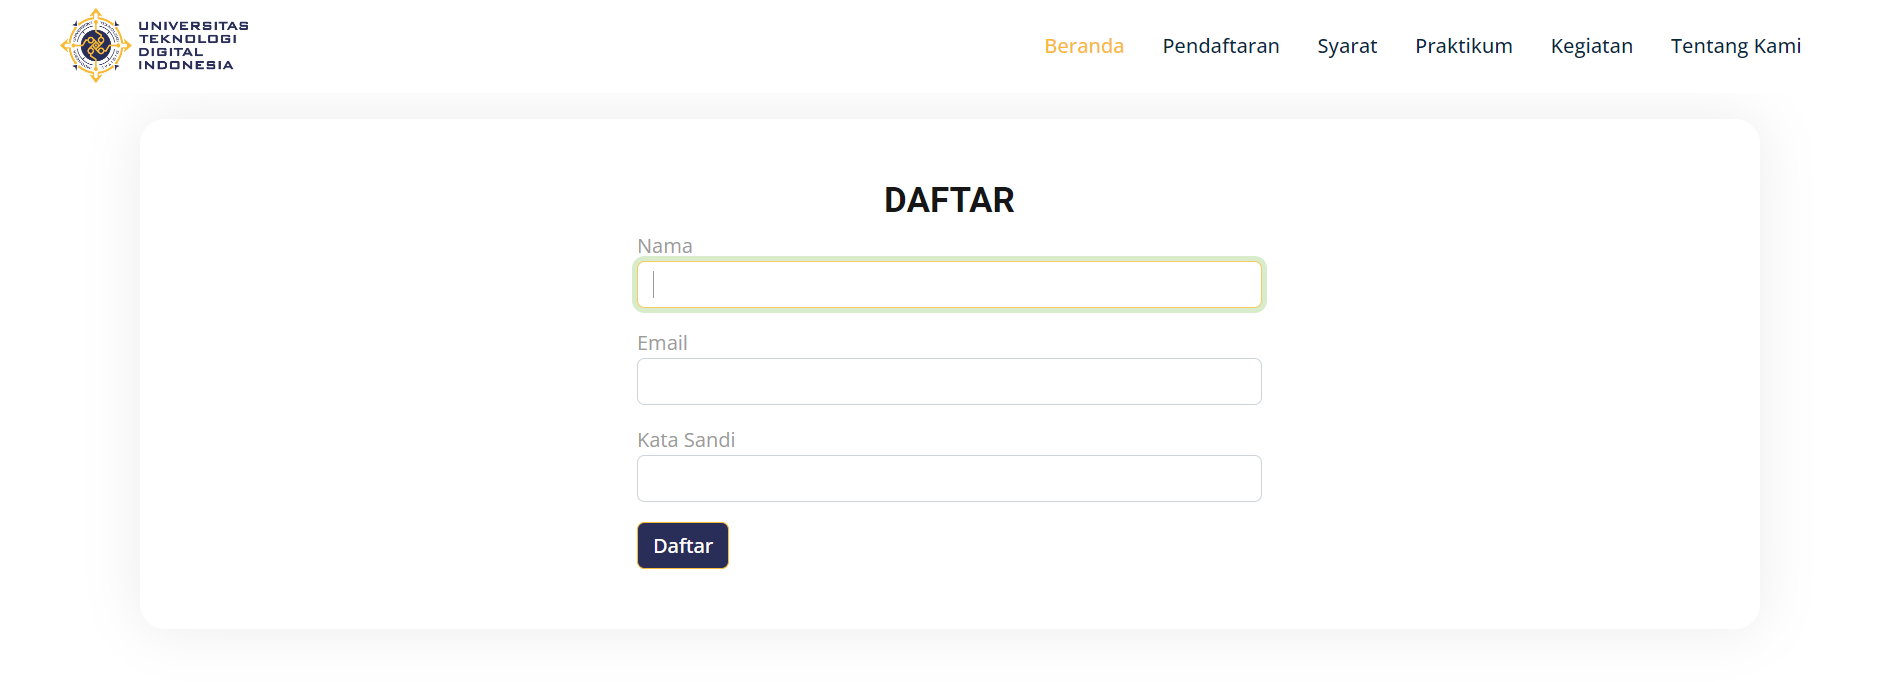 UNIVERSITAS
TEKNOLOGI
DIGITAL
INDONESIA
Beranda
Pendaftaran
Syarat
Praktikum
Kegiatan
Tentang Kami
DAFTAR
Nama
Email
Kata Sandi
Daftar